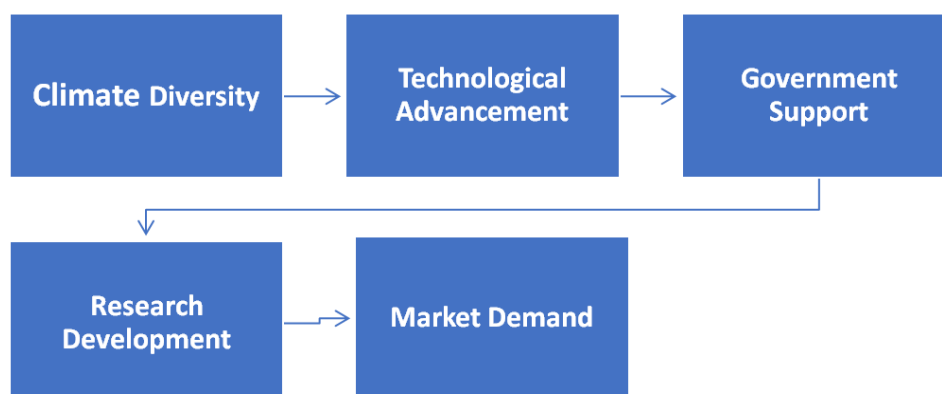 Climate Diversity
Technological
Advancement
Government
Support
Research
Development
Market Demand